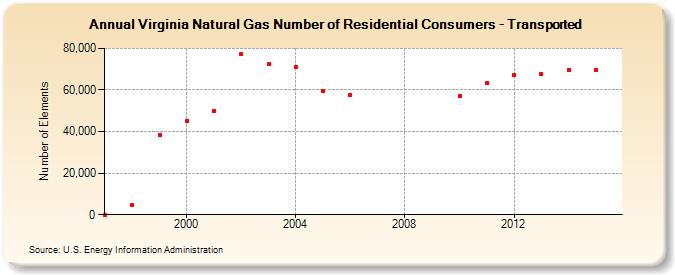 Annual Virginia Natural Gas Number of Residential Consumers - Transported
Number of Elements
80,000
60,000
40,000
20,000
0
2000 2004 2008 2012
Source: U.S. Energy Information Administration